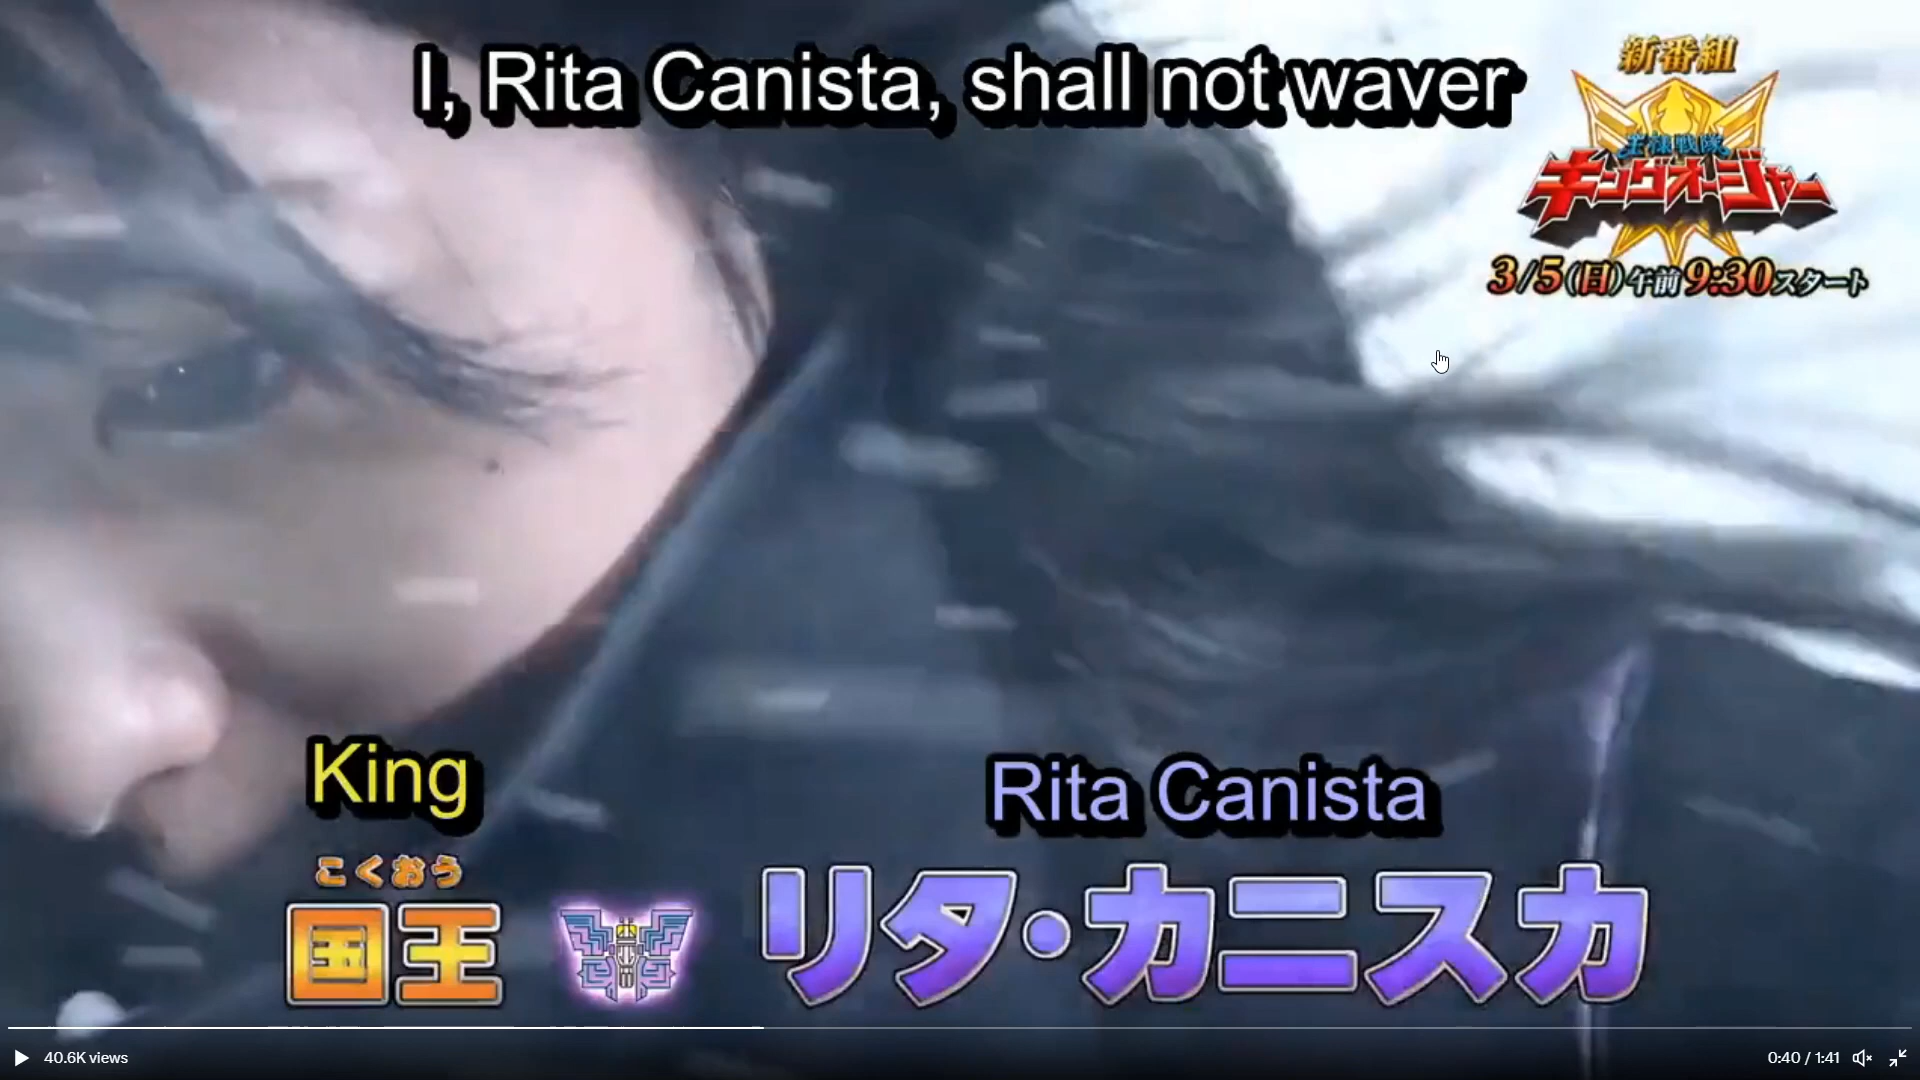 I, Rita Canista, shall not waver
新番組
王様戦隊
キングオージャー
3/5(日)午前9:30スタート
King
Rita Canista
こくおう
国王 リタ・カニスカ
40.6K views
0:40 / 1:41